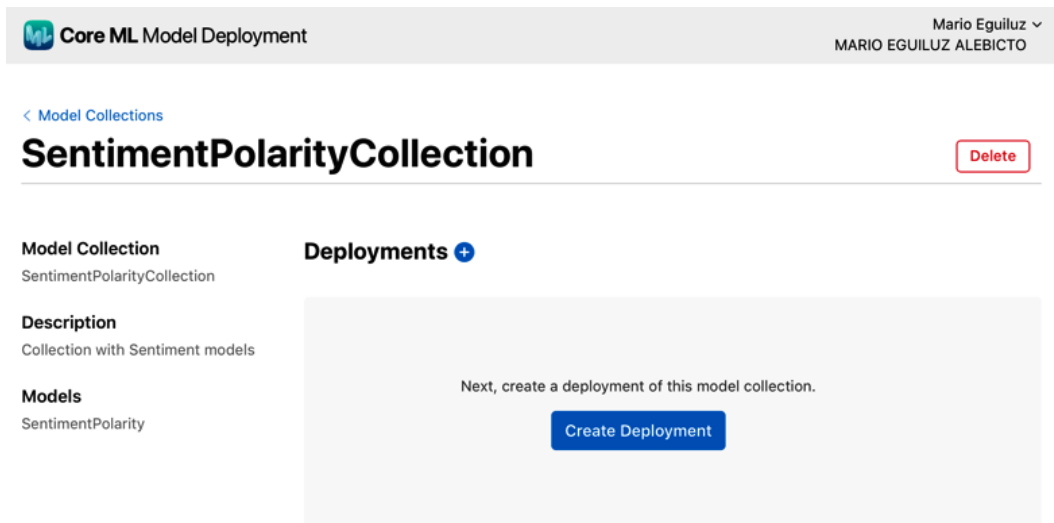 Core ML Model Deployment
Mario Eguiluz
MARIO EGUILUZ ALEBICTO
< Model Collections
SentimentPolarityCollection
Delete
Model Collection
SentimentPolarityCollection
Description
Collection with Sentiment models
Models
SentimentPolarity
Deployments
Next, create a deployment of this model collection.
Create Deployment